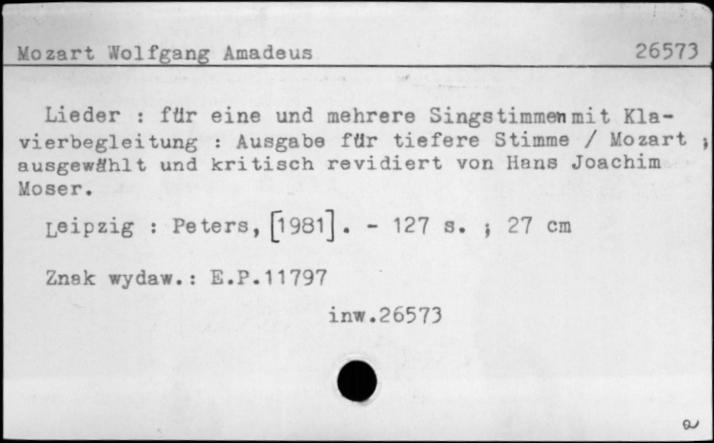 Mozart Wolfgang Amadeus 26573
Lieder : für eine und mehrere Singstimmen mit Kla-
vierbegleitung : Ausgabe für tiefere Stimme / Mozart ;
ausgewählt und kritisch revidiert von Hans Joachim
Moser.
Leipzig : Peters, [1981]. - 127 s. ; 27 cm
Znak wydaw.: E.P.11797
inw.26573